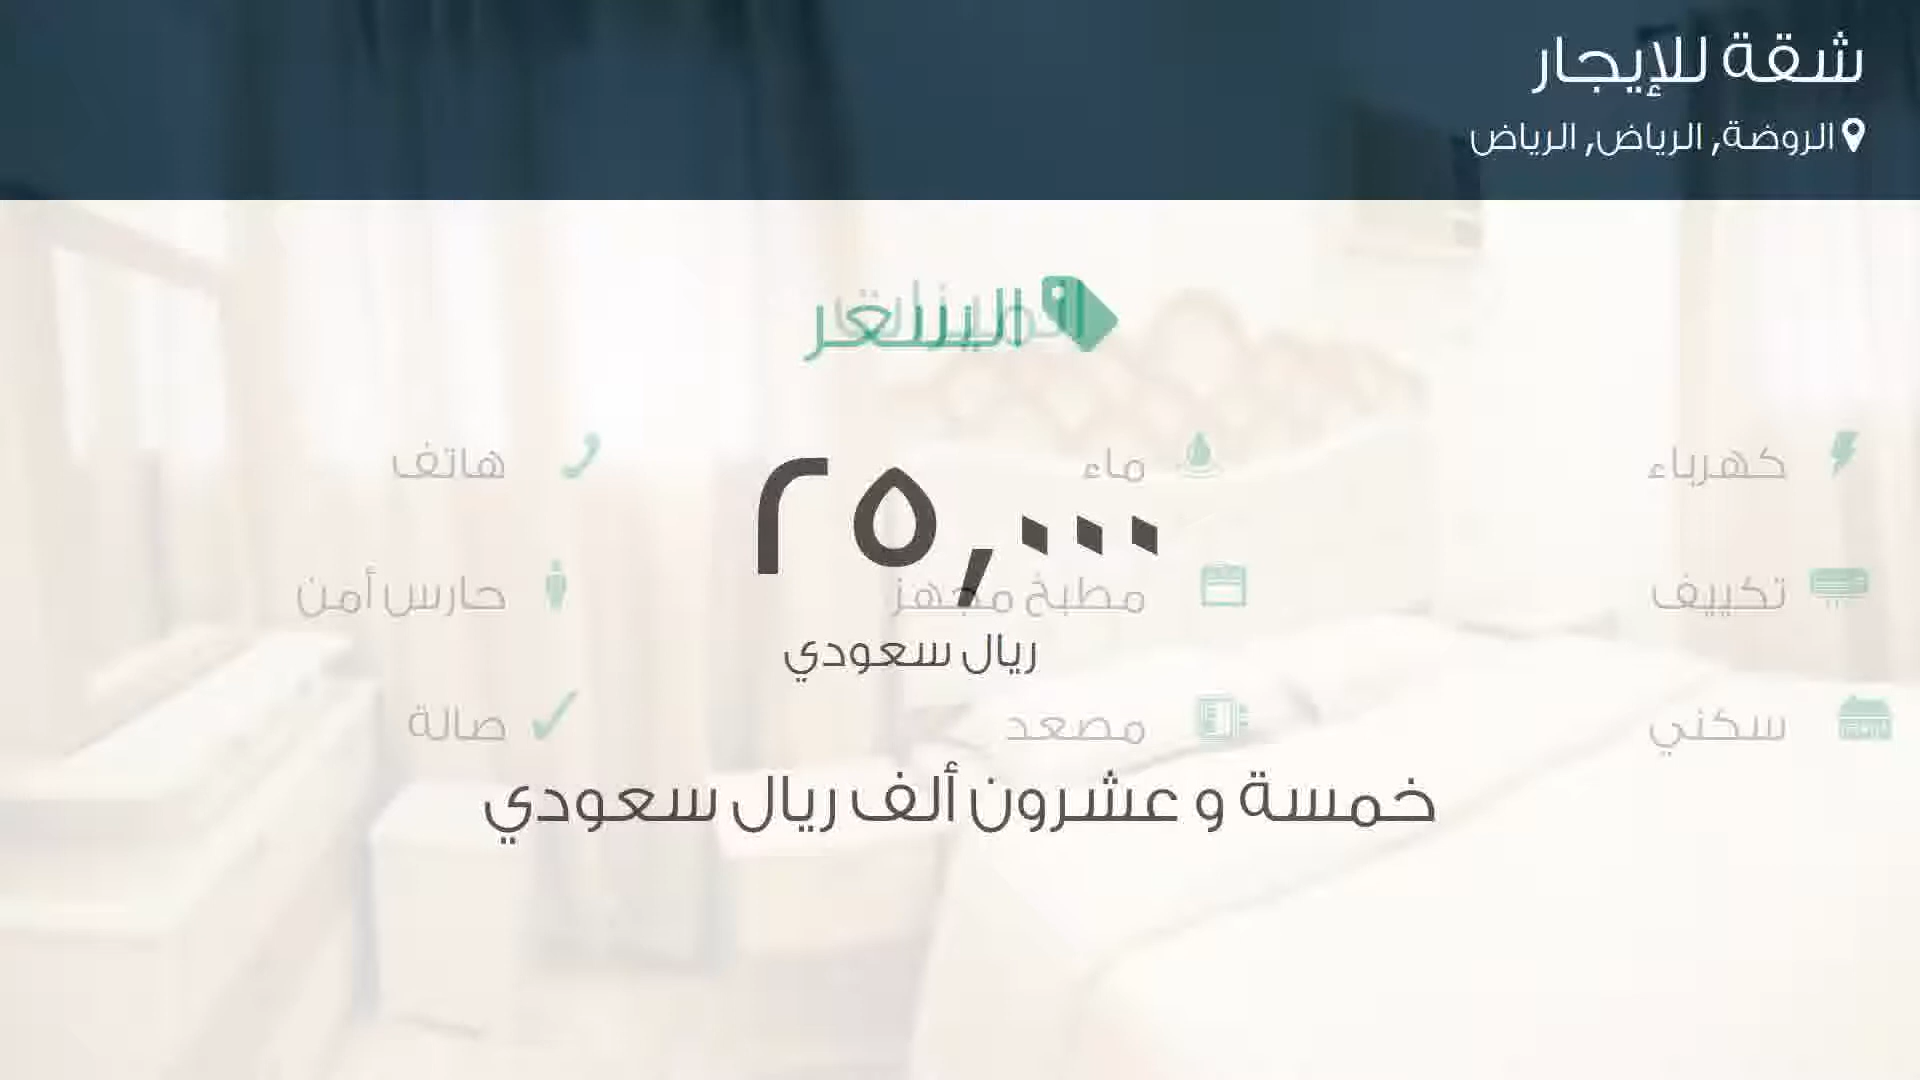 شقة للإيجار
الروضة, الرياض, الرياض
السعر
كهرباء
ماء
هاتف
٢٥,٠٠٠
تكييف
مطبخ مجهز
حارس أمن
ريال سعودي
سكني
مصعد
صالة
خمسة و عشرون ألف ريال سعودي